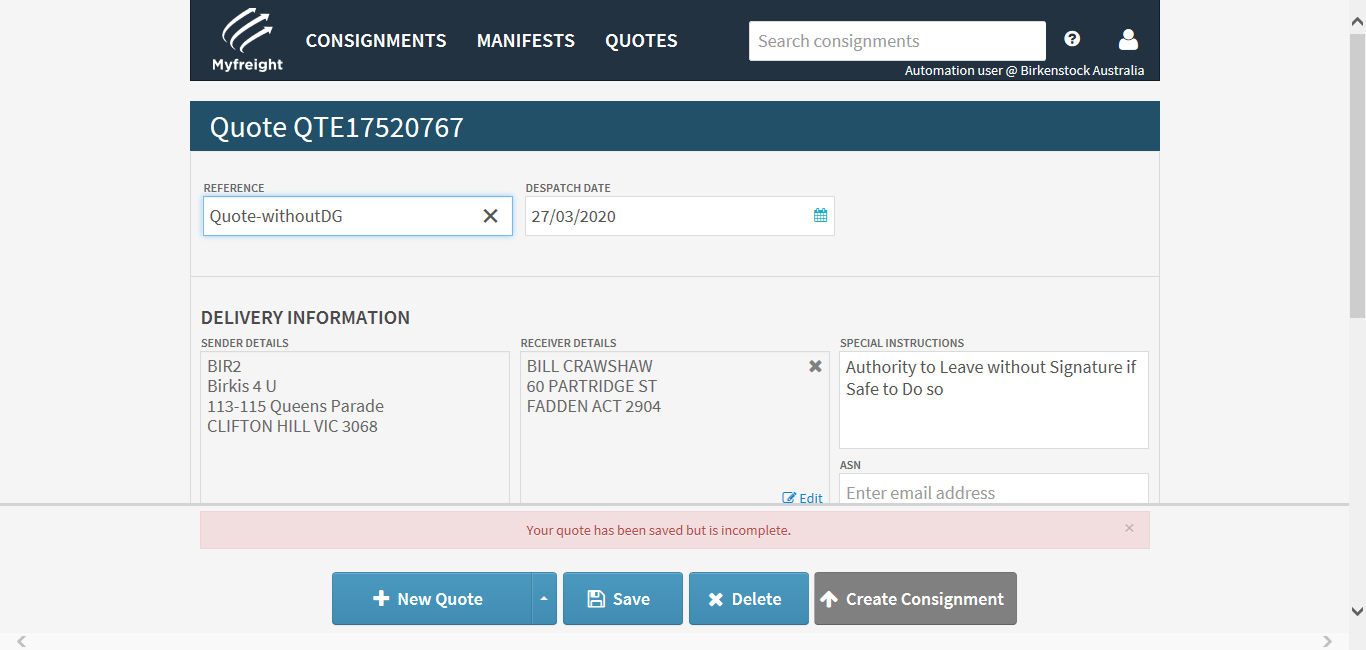 Myfreight
CONSIGNMENTS MANIFESTS QUOTES
Search consignments
Automation user @ Birkenstock Australia
Quote QTE17520767
REFERENCE
Quote-withoutDG
DESPATCH DATE
27/03/2020
DELIVERY INFORMATION
SENDER DETAILS
BIR2
Birkis 4 U
113-115 Queens Parade
CLIFTON HILL VIC 3068
RECEIVER DETAILS
BILL CRAWSHAW
60 PARTRIDGE ST
FADDEN ACT 2904
Edit
SPECIAL INSTRUCTIONS
Authority to Leave without Signature if
Safe to Do so
ASN
Enter email address
Your quote has been saved but is incomplete.
New Quote
Save
Delete
Create Consignment